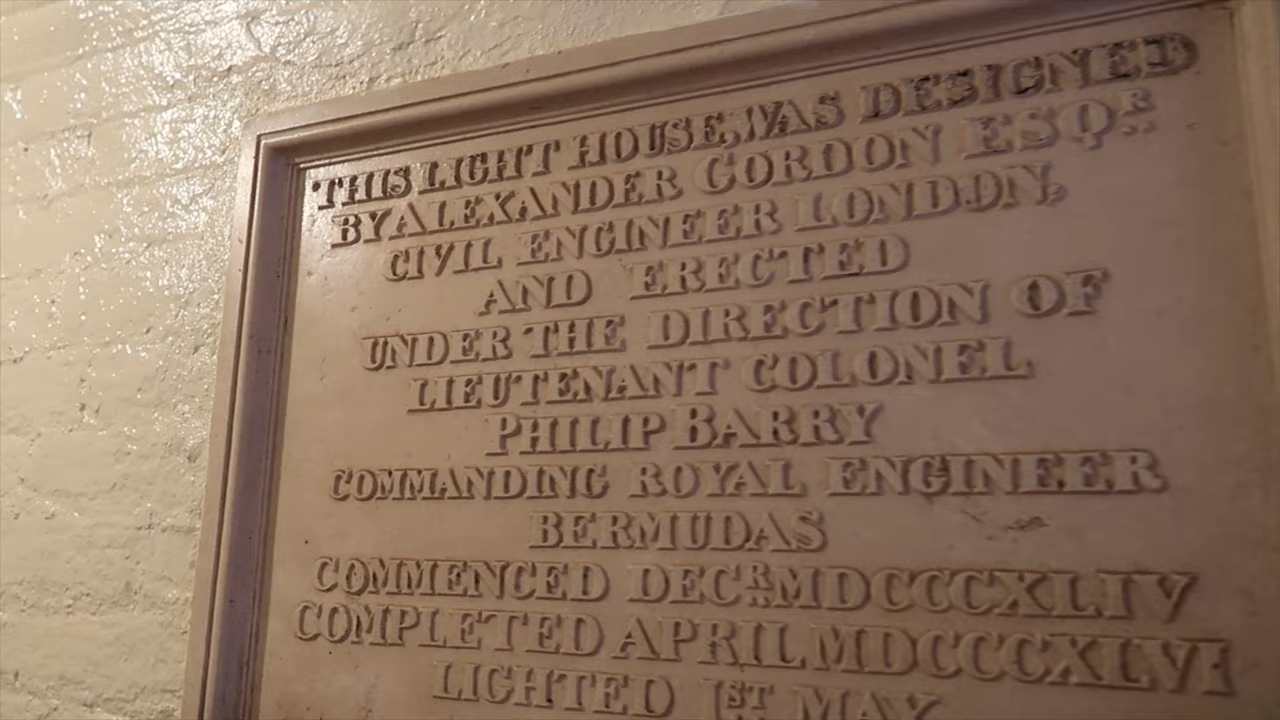 THIS LIGHT HOUSE, WAS DESIGNED
BY ALEXANDER GORDON ESQR
CIVIL ENGINEER LONDON,
AND ERECTED
UNDER THE DIRECTION OF
LIEUTENANT COLONEL
PHILIP BARRY
COMMANDING ROYAL ENGINEER
BERMUDAS
COMMENCED DECR MDCCCXLIV
COMPLETED APRIL MDCCCXLVI
LIGHTED 1ST MAY